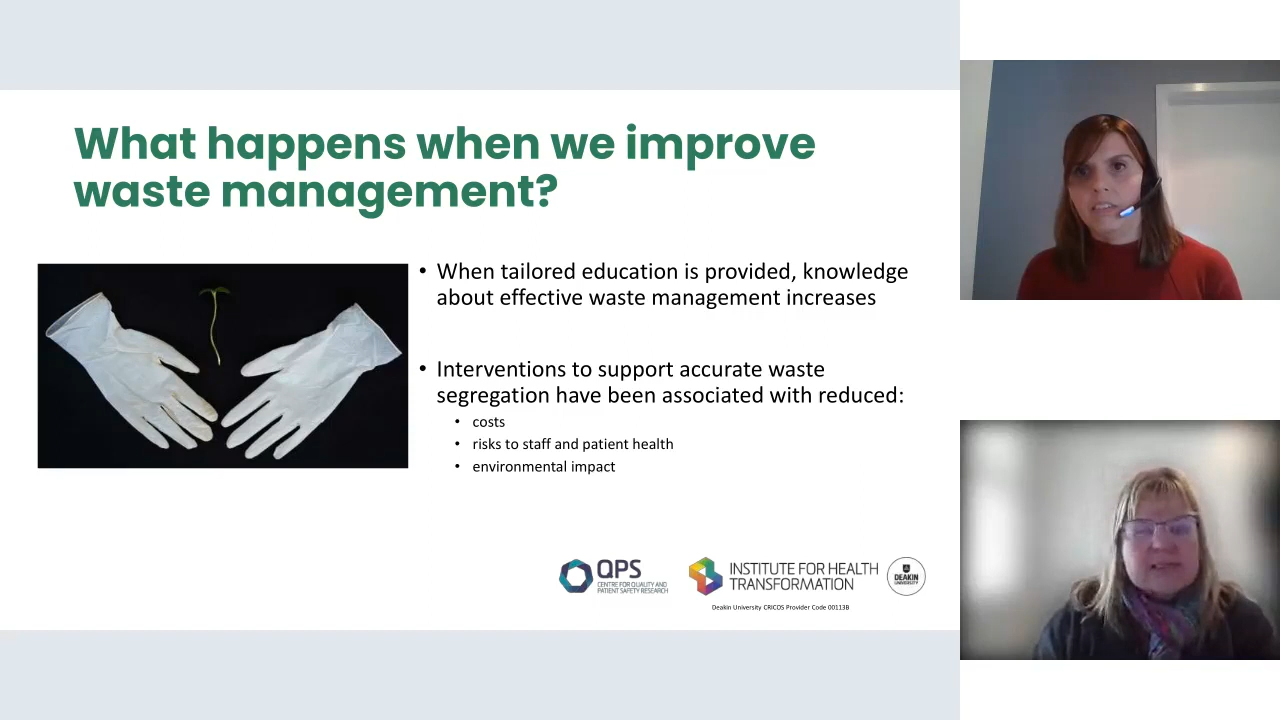 What happens when we improve
waste management?
• When tailored education is provided, knowledge
about effective waste management increases
• Interventions to support accurate waste
segregation have been associated with reduced:
• costs
• risks to staff and patient health
• environmental impact
QPS
CENTRE FOR QUALITY AND
PATIENT SAFETY RESEARCH
INSTITUTE FOR HEALTH
TRANSFORMATION
DEAKIN
UNIVERSITY
Deakin University CRICOS Provider Code 00113B